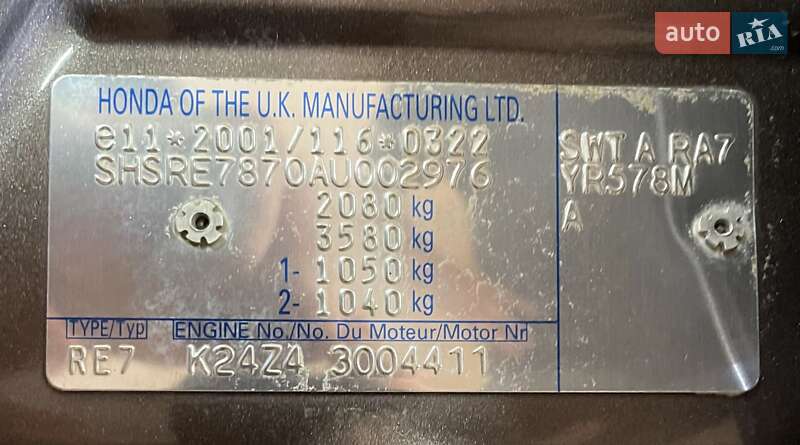 auto RIA.com
HONDA OF THE U.K. MANUFACTURING LTD.
e11*2001/116*0322
SHSRE7870AU002976
2080 kg
3580 kg
1- 1050 kg
2- 1040 kg
TYPE/Typ ENGINE No./No. Du Moteur/Motor Nr
RE7 K24Z4 3004411
SWT A RA7
YR578M
A